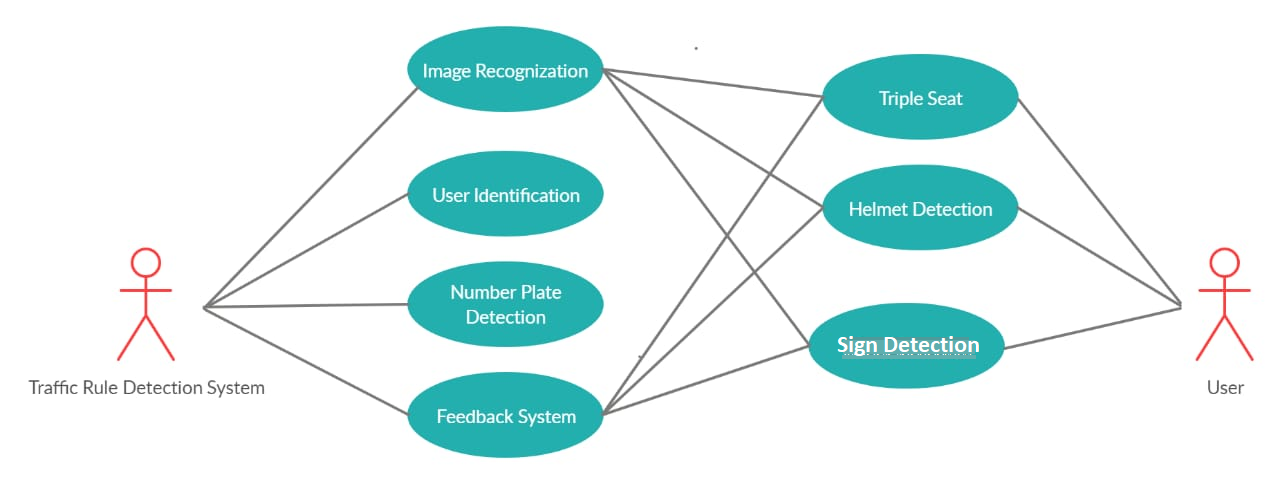 Image Recognization
Triple Seat
User Identification
Helmet Detection
Number Plate
Detection
Sign Detection
Feedback System
Traffic Rule Detection System
User